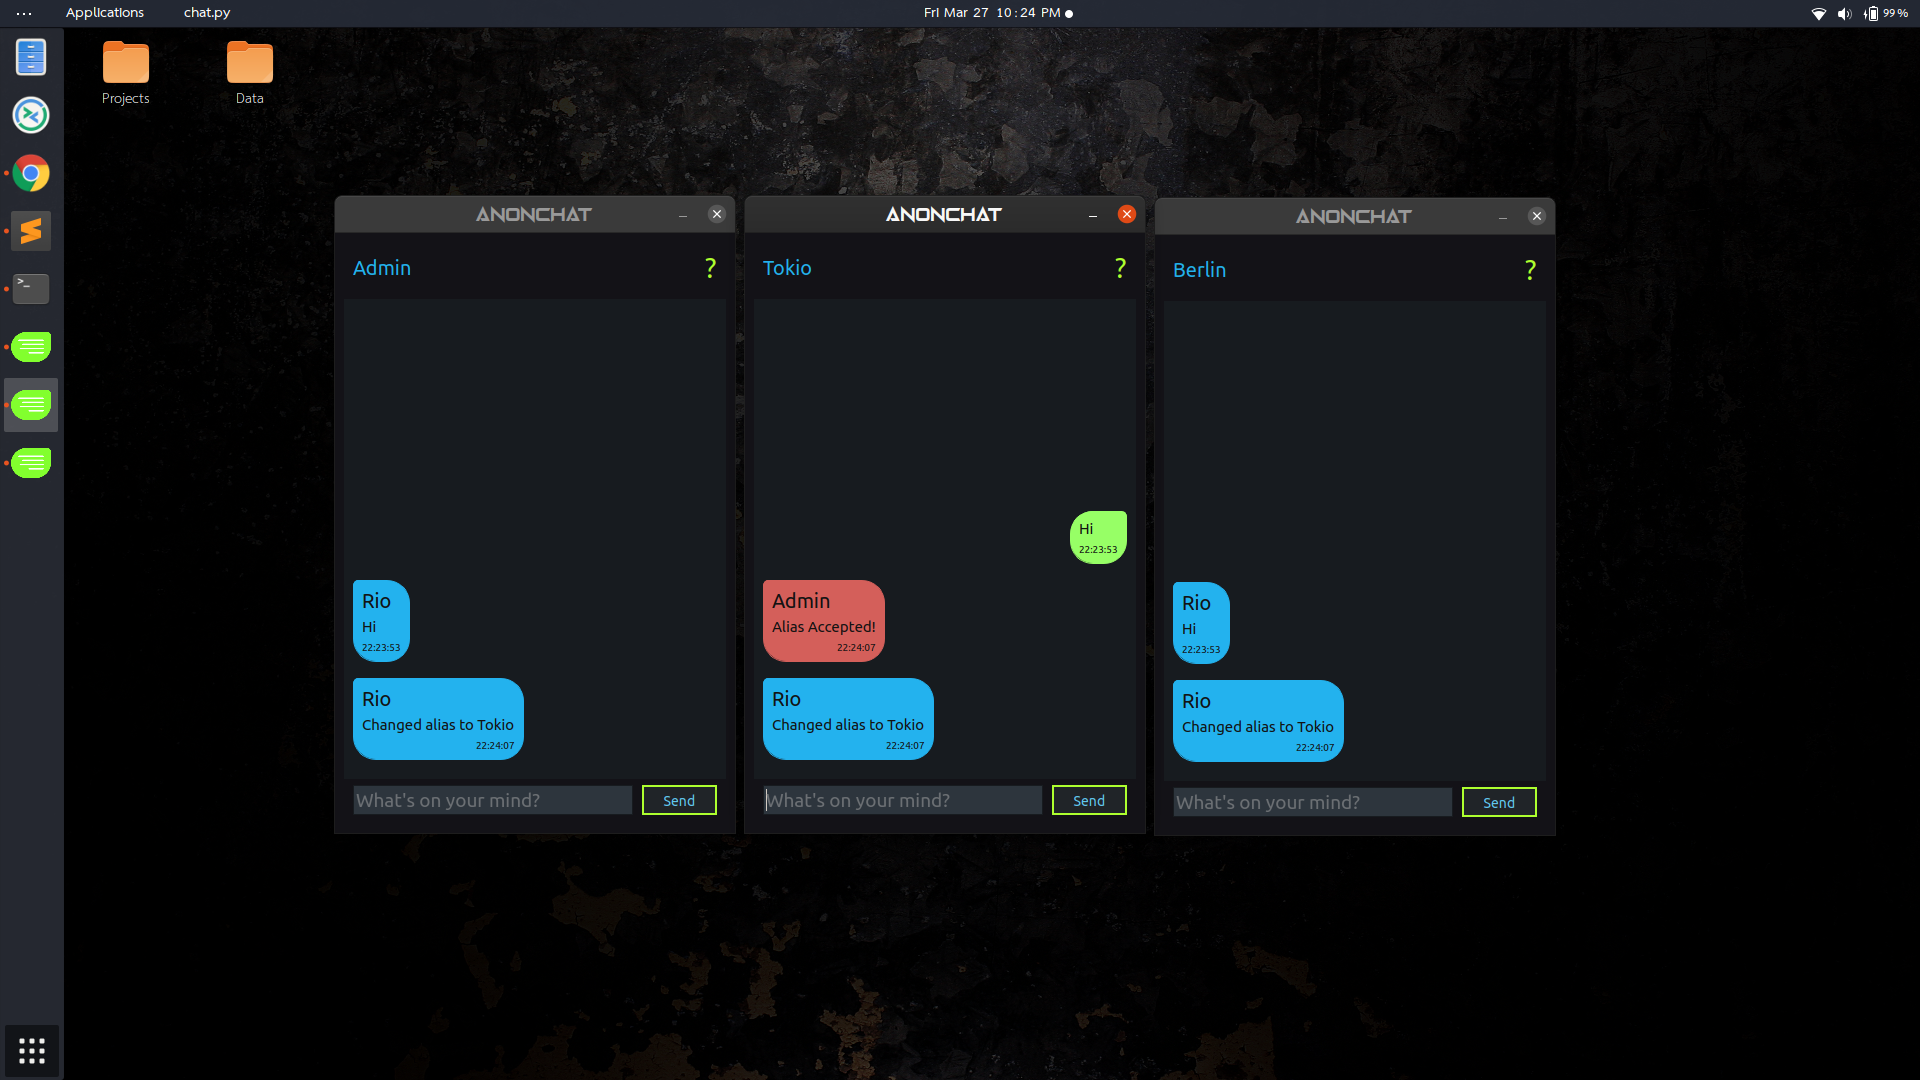 Applications chat.py Fri Mar 27 10:24 PM 99 %
Projects Data
ANONCHAT
Admin ?
Rio
Hi
22:23:53
Rio
Changed alias to Tokio
22:24:07
What's on your mind? Send
ANONCHAT
Tokio ?
Hi
22:23:53
Admin
Alias Accepted!
22:24:07
Rio
Changed alias to Tokio
22:24:07
What's on your mind? Send
ANONCHAT
Berlin ?
Rio
Hi
22:23:53
Rio
Changed alias to Tokio
22:24:07
What's on your mind? Send